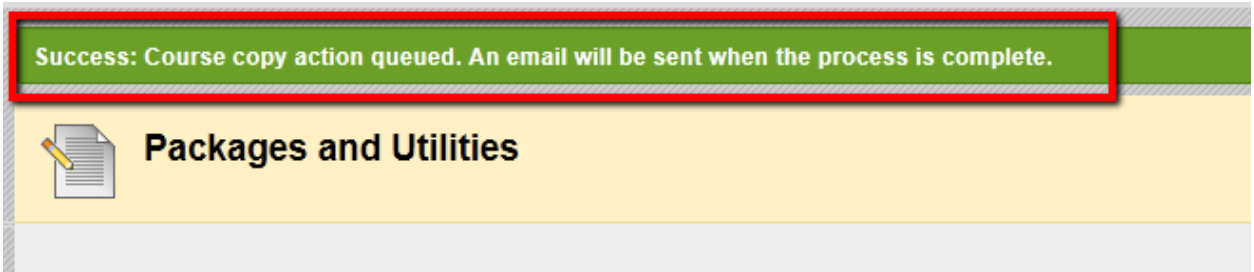 Success: Course copy action queued. An email will be sent when the process is complete.
Packages and Utilities